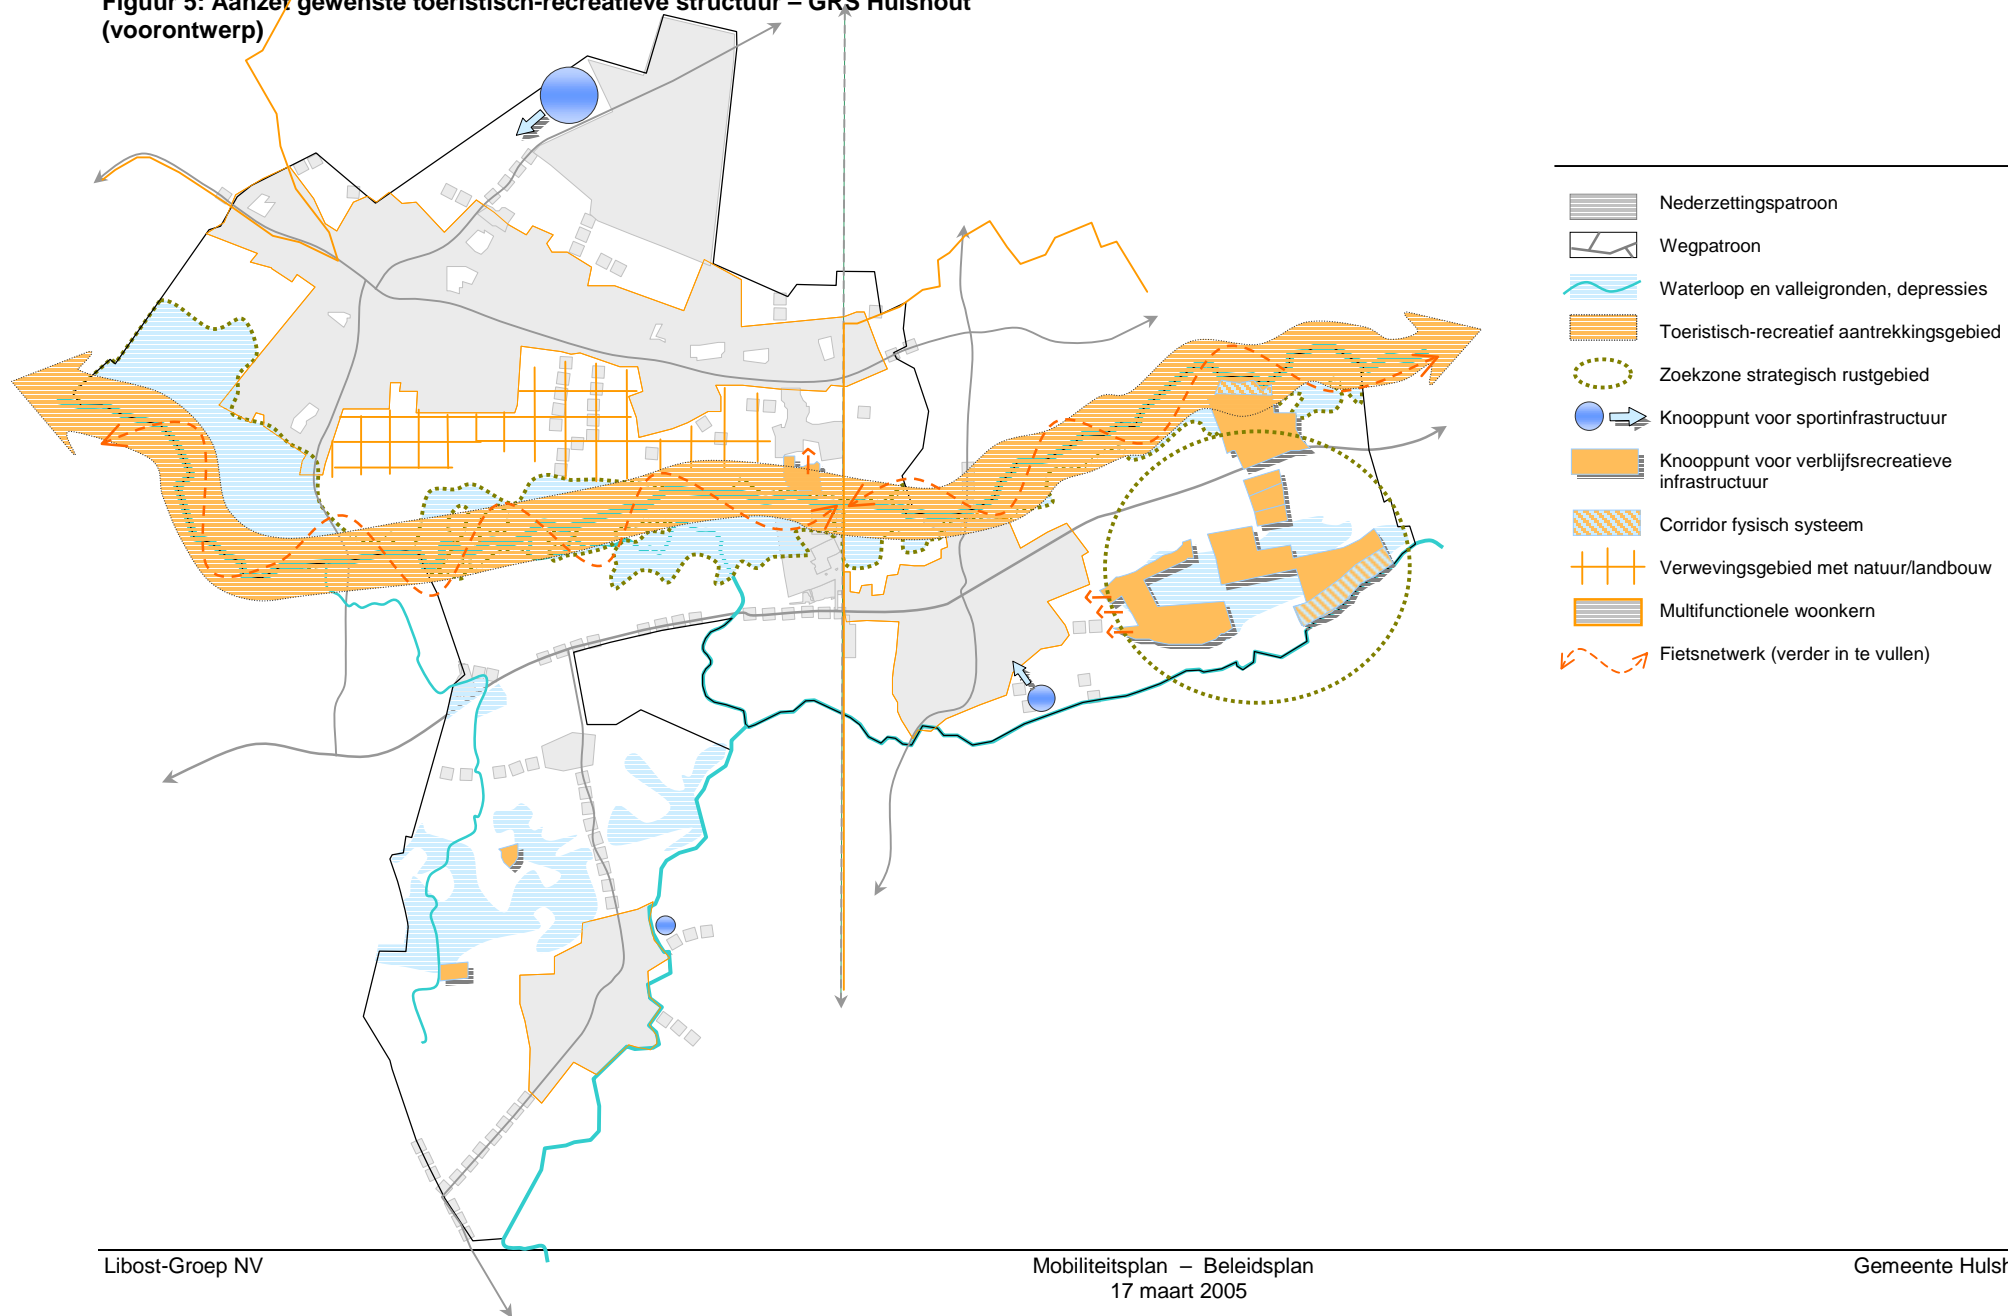 Figuur 5: Aanzet gewenste toeristisch-recreatieve structuur – GRS Hulshout
(voorontwerp)
Nederzettingspatroon
Wegpatroon
Waterloop en valleigronden, depressies
Toeristisch-recreatief aantrekkingsgebied
Zoekzone strategisch rustgebied
Knooppunt voor sportinfrastructuur
Knooppunt voor verblijfsrecreatieve
infrastructuur
Corridor fysisch systeem
Verwevingsgebied met natuur/landbouw
Multifunctionele woonkern
Fietsnetwerk (verder in te vullen)
Libost-Groep NV
Mobiliteitsplan – Beleidsplan
17 maart 2005
Gemeente Hulsh